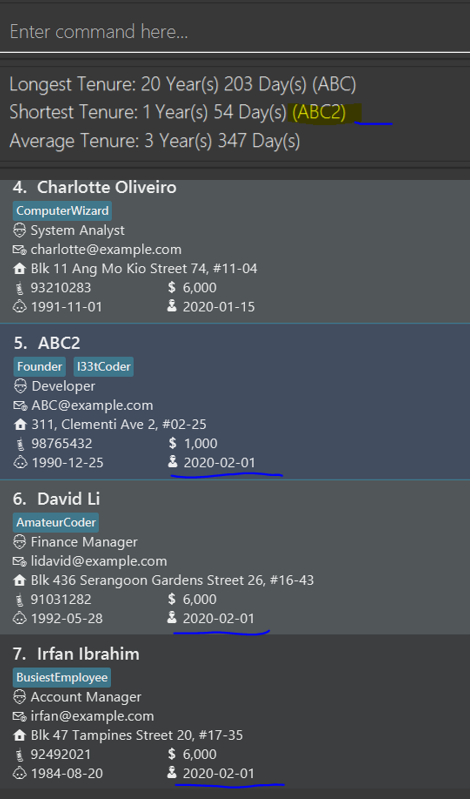 Enter command here...
Longest Tenure: 20 Year(s) 203 Day(s) (ABC)
Shortest Tenure: 1 Year(s) 54 Day(s) (ABC2)
Average Tenure: 3 Year(s) 347 Day(s)
4. Charlotte Oliveiro
ComputerWizard
System Analyst
charlotte@example.com
Blk 11 Ang Mo Kio Street 74, #11-04
93210283 $ 6,000
1991-11-01 2020-01-15
5. ABC2
Founder l33tCoder
Developer
ABC@example.com
311, Clementi Ave 2, #02-25
98765432 $ 1,000
1990-12-25 2020-02-01
6. David Li
AmateurCoder
Finance Manager
lidavid@example.com
Blk 436 Serangoon Gardens Street 26, #16-43
91031282 $ 6,000
1992-05-28 2020-02-01
7. Irfan Ibrahim
BusiestEmployee
Account Manager
irfan@example.com
Blk 47 Tampines Street 20, #17-35
92492021 $ 6,000
1984-08-20 2020-02-01